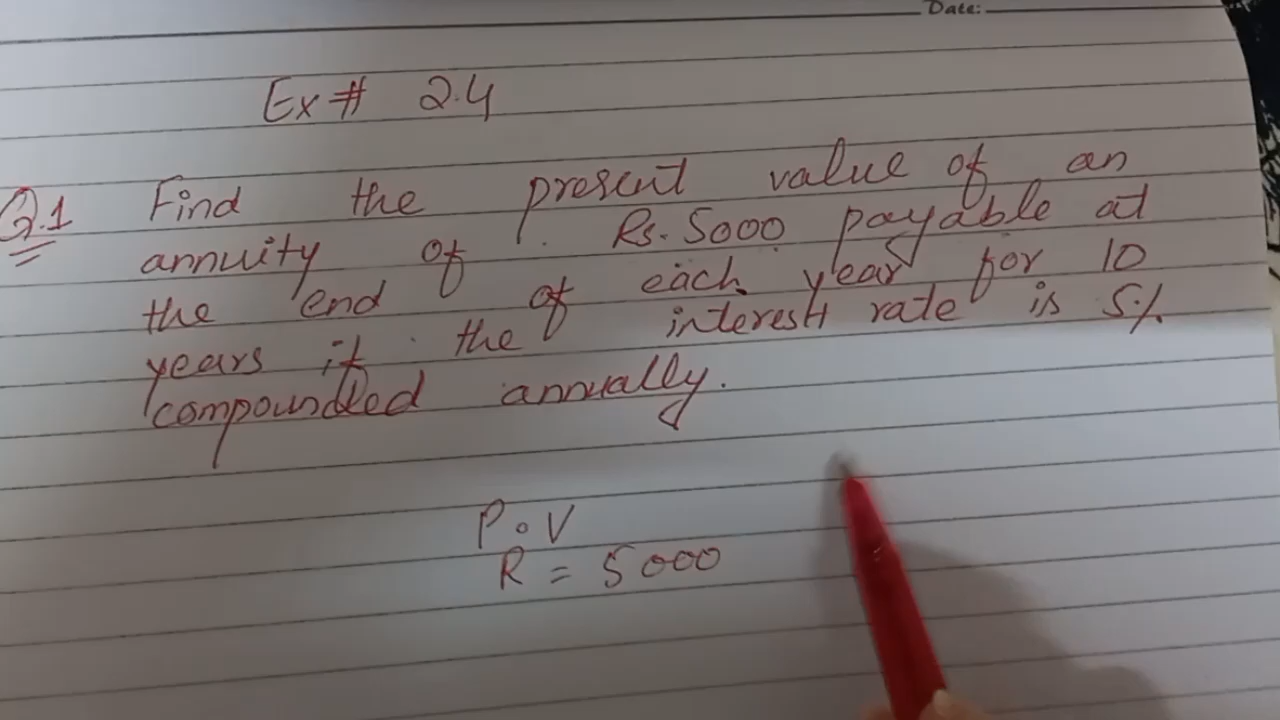 Date:
Ex# 2.4
Q.1 Find the present value of an
annuity of Rs. 5000 payable at
the end of each year for 10
years if the interest rate is 5%
compounded annually.
P.V
R = 5000